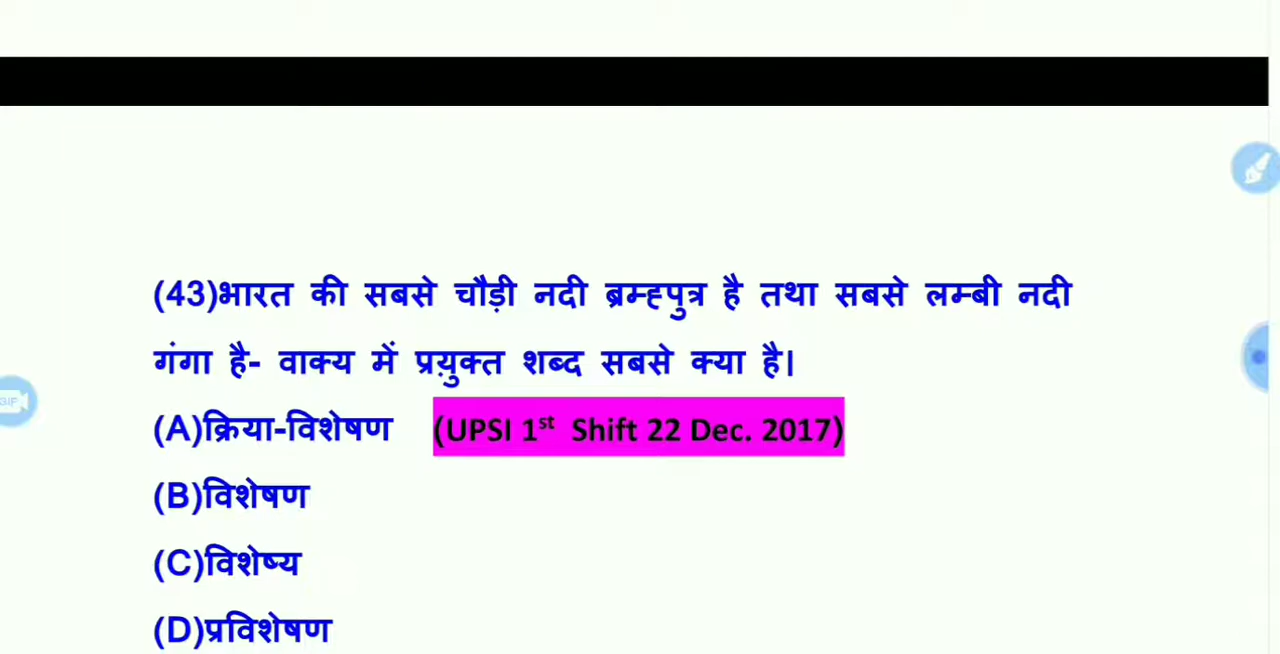 (43)भारत की सबसे चौड़ी नदी ब्रम्ह्पुत्र है तथा सबसे लम्बी नदी
गंगा है- वाक्य में प्रय़ुक्त शब्द सबसे क्या है।
(A)क्रिया-विशेषण (UPSI 1st Shift 22 Dec. 2017)
(B)विशेषण
(C)विशेष्य
(D)प्रविशेषण
GIF